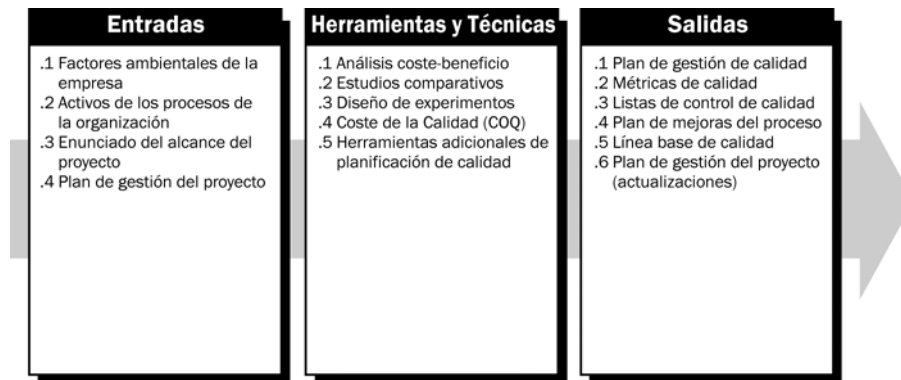 Entradas
.1 Factores ambientales de la
empresa
.2 Activos de los procesos de
la organización
.3 Enunciado del alcance del
proyecto
.4 Plan de gestión del proyecto
Herramientas y Técnicas
.1 Análisis coste-beneficio
.2 Estudios comparativos
.3 Diseño de experimentos
.4 Coste de la Calidad (COQ)
.5 Herramientas adicionales de
planificación de calidad
Salidas
.1 Plan de gestión de calidad
.2 Métricas de calidad
.3 Listas de control de calidad
.4 Plan de mejoras del proceso
.5 Línea base de calidad
.6 Plan de gestión del proyecto
(actualizaciones)